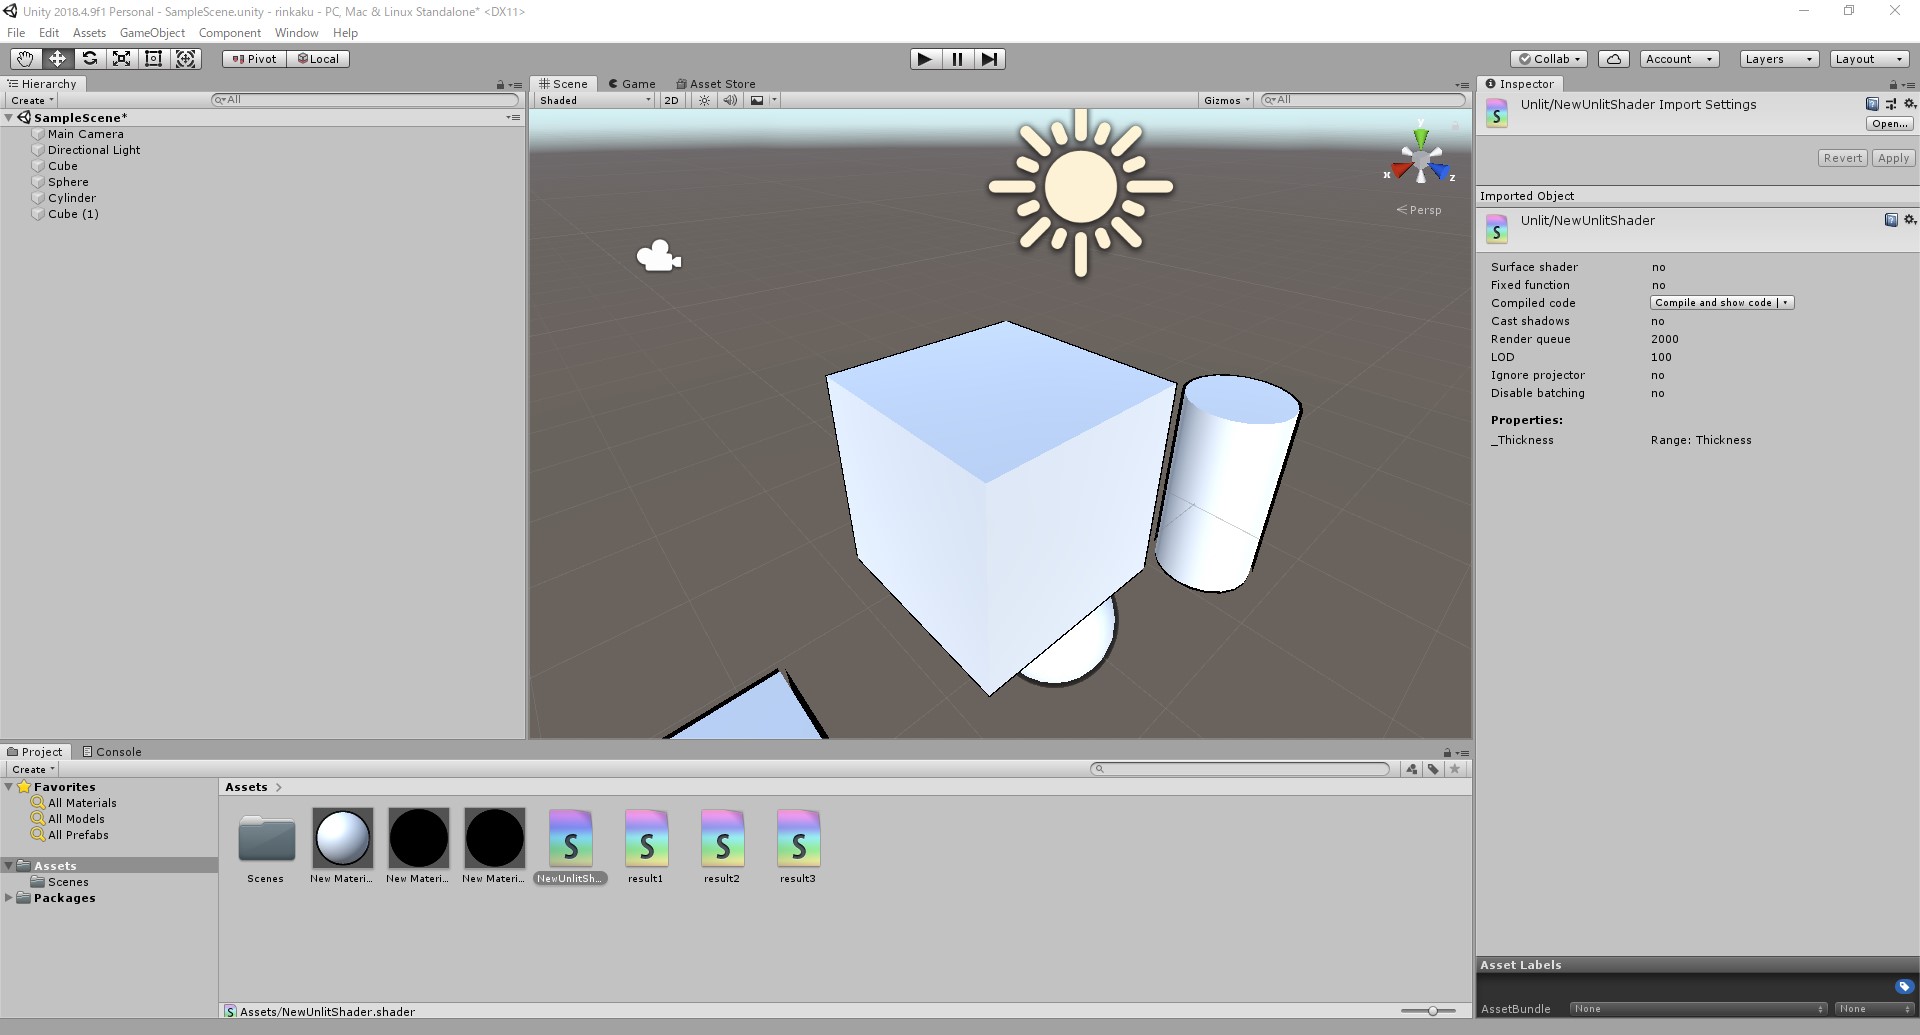 Unity 2018.4.9f1 Personal - SampleScene.unity - rinkaku - PC, Mac & Linux Standalone* <DX11>
File Edit Assets GameObject Component Window Help
Pivot Local
Collab Account Layers Layout
Hierarchy
Create All
SampleScene*
Main Camera
Directional Light
Cube
Sphere
Cylinder
Cube (1)
Scene Game Asset Store
Shaded 2D Gizmos All
y
x
z
Persp
Inspector
Unlit/NewUnlitShader Import Settings
Open...
Revert Apply
Imported Object
Unlit/NewUnlitShader
Surface shader no
Fixed function no
Compiled code Compile and show code
Cast shadows no
Render queue 2000
LOD 100
Ignore projector no
Disable batching no
Properties:
_Thickness Range: Thickness
Project Console
Create
Favorites
All Materials
All Models
All Prefabs
Assets
Scenes
Packages
Assets
S S S S
Scenes New Materi... New Materi... New Materi... NewUnlitSh... result1 result2 result3
Assets/NewUnlitShader.shader
Asset Labels
AssetBundle None None